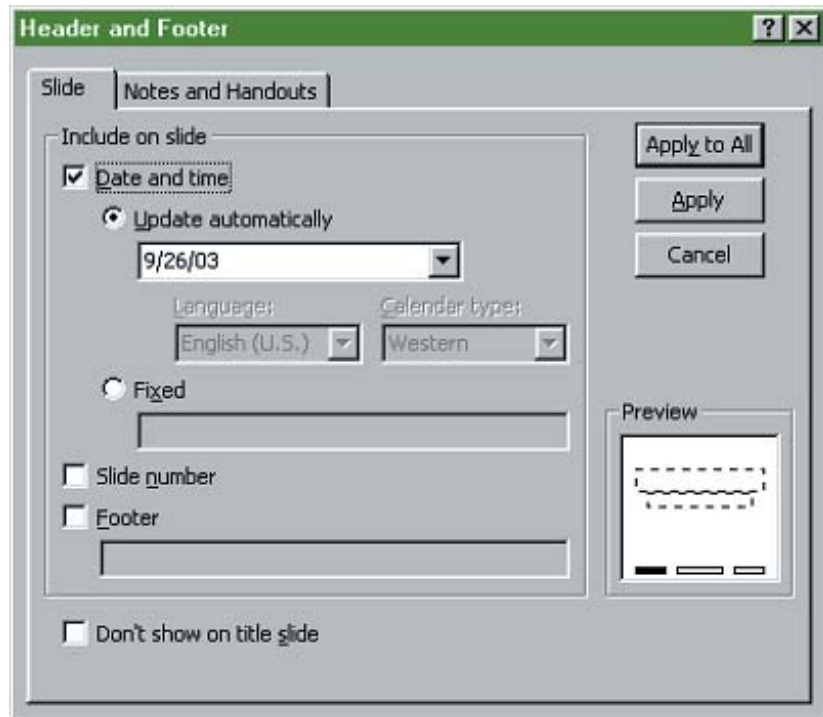 Header and Footer
Slide Notes and Handouts
Include on slide
Date and time
Update automatically
9/26/03
Language: Calendar type:
English (U.S.) Western
Fixed
Slide number
Footer
Don't show on title slide
Apply to All
Apply
Cancel
Preview